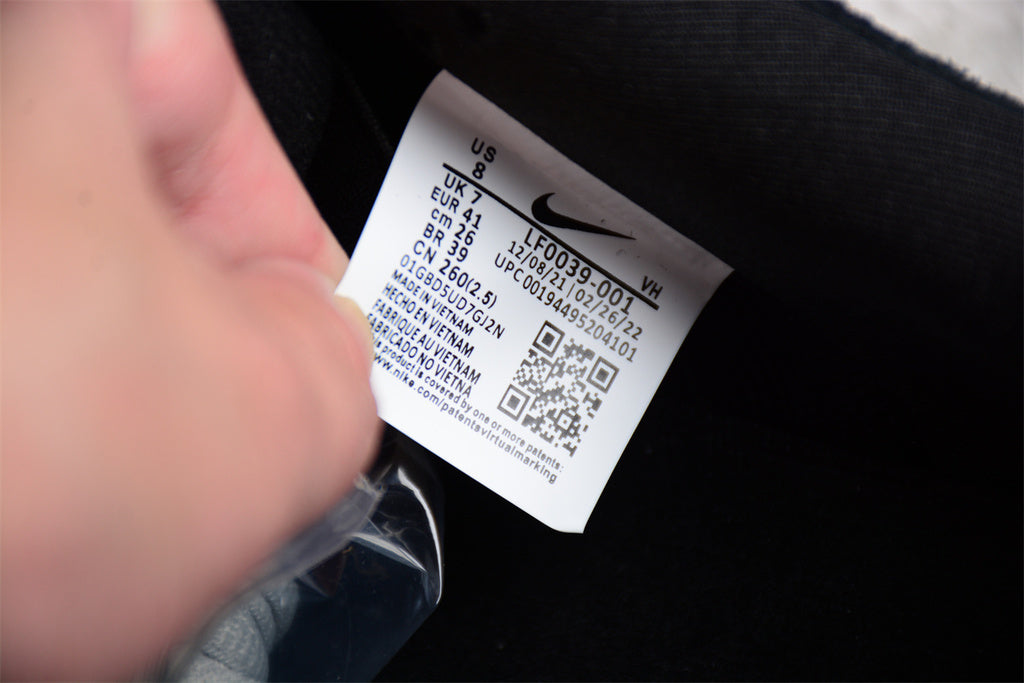 US
8
UK 7
EUR 41
cm 26
BR 39
CN 260(2.5)
LF0039-001
VH
12/08/21 | 02/26/22
UPC 00194495204101
01GBD5UD7GJ2N
MADE IN VIETNAM
HECHO EN VIETNAM
FABRIQUE AU VIETNAM
FABRICADO NO VIETNA
product is covered by one or more patents:
www.nike.com/patentsvirtualmarking